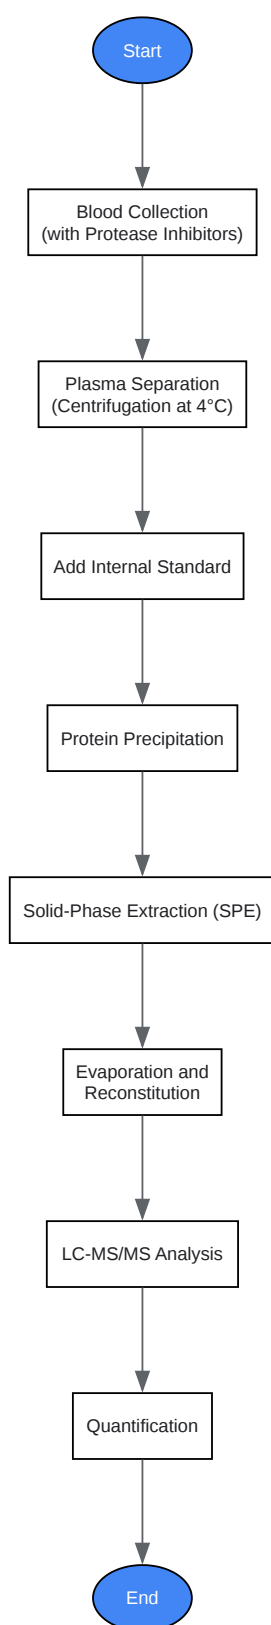 Start
Blood Collection
(with Protease Inhibitors)
Plasma Separation
(Centrifugation at 4°C)
Add Internal Standard
Protein Precipitation
Solid-Phase Extraction (SPE)
Evaporation and
Reconstitution
LC-MS/MS Analysis
Quantification
End